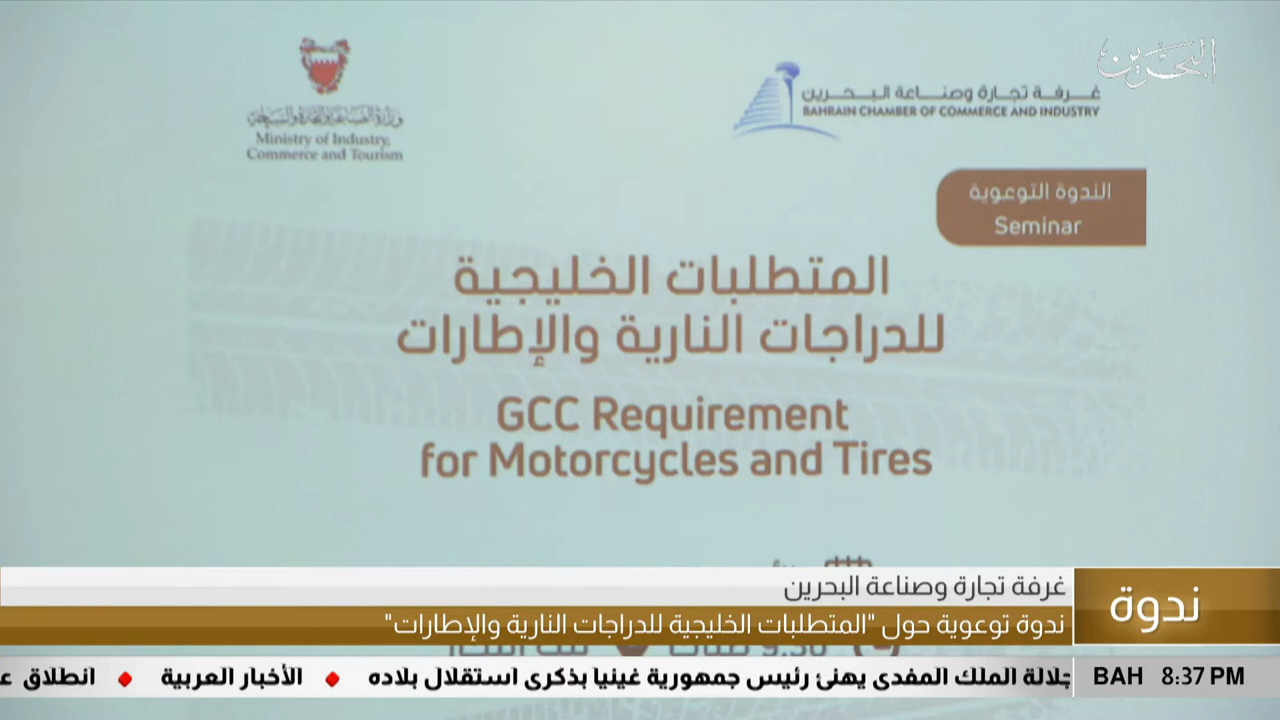 البحرين
وزارة الصناعة والتجارة والسياحة
Ministry of Industry,
Commerce and Tourism
غرفة تجارة وصناعة البحرين
BAHRAIN CHAMBER OF COMMERCE AND INDUSTRY
الندوة التوعوية
Seminar
المتطلبات الخليجية
للدراجات النارية والإطارات
GCC Requirement
for Motorcycles and Tires
غرفة تجارة وصناعة البحرين
ندوة
ندوة توعوية حول "المتطلبات الخليجية للدراجات النارية والإطارات"
جلالة الملك المفدى يهنئ رئيس جمهورية غينيا بذكرى استقلال بلاده
الأخبار العربية
انطلاق
BAH 8:37 PM